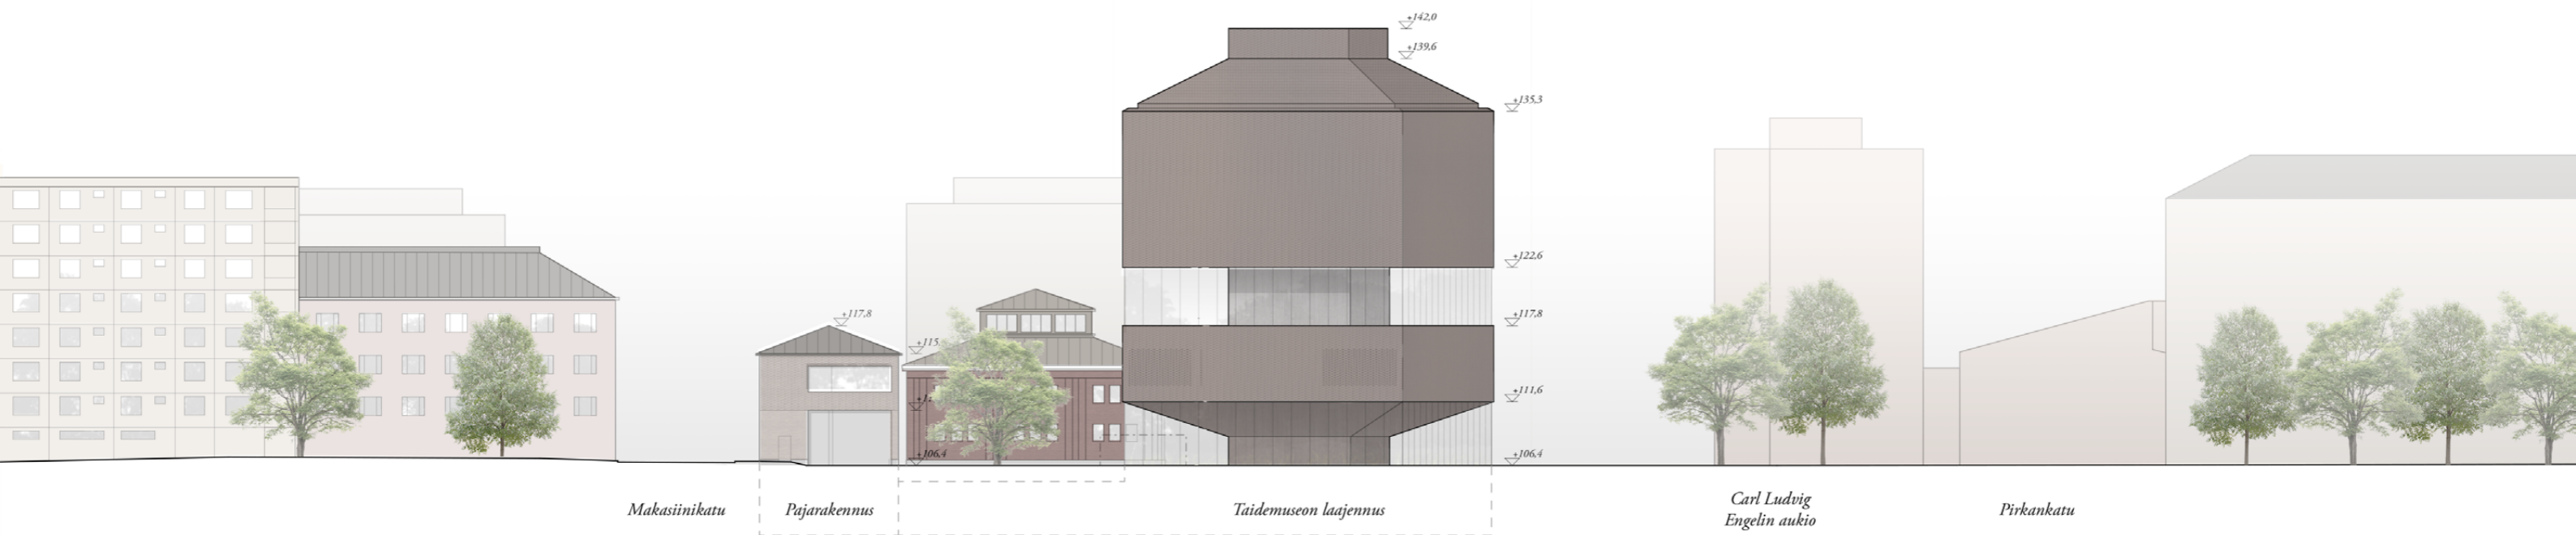 +142,0
+139,6
+135,3
+122,6
+117,8
+117,8
+115,
+111,6
+106,4
+106,4
Makasiinikatu
Pajarakennus
Taidemuseon laajennus
Carl Ludvig
Engelin aukio
Pirkankatu